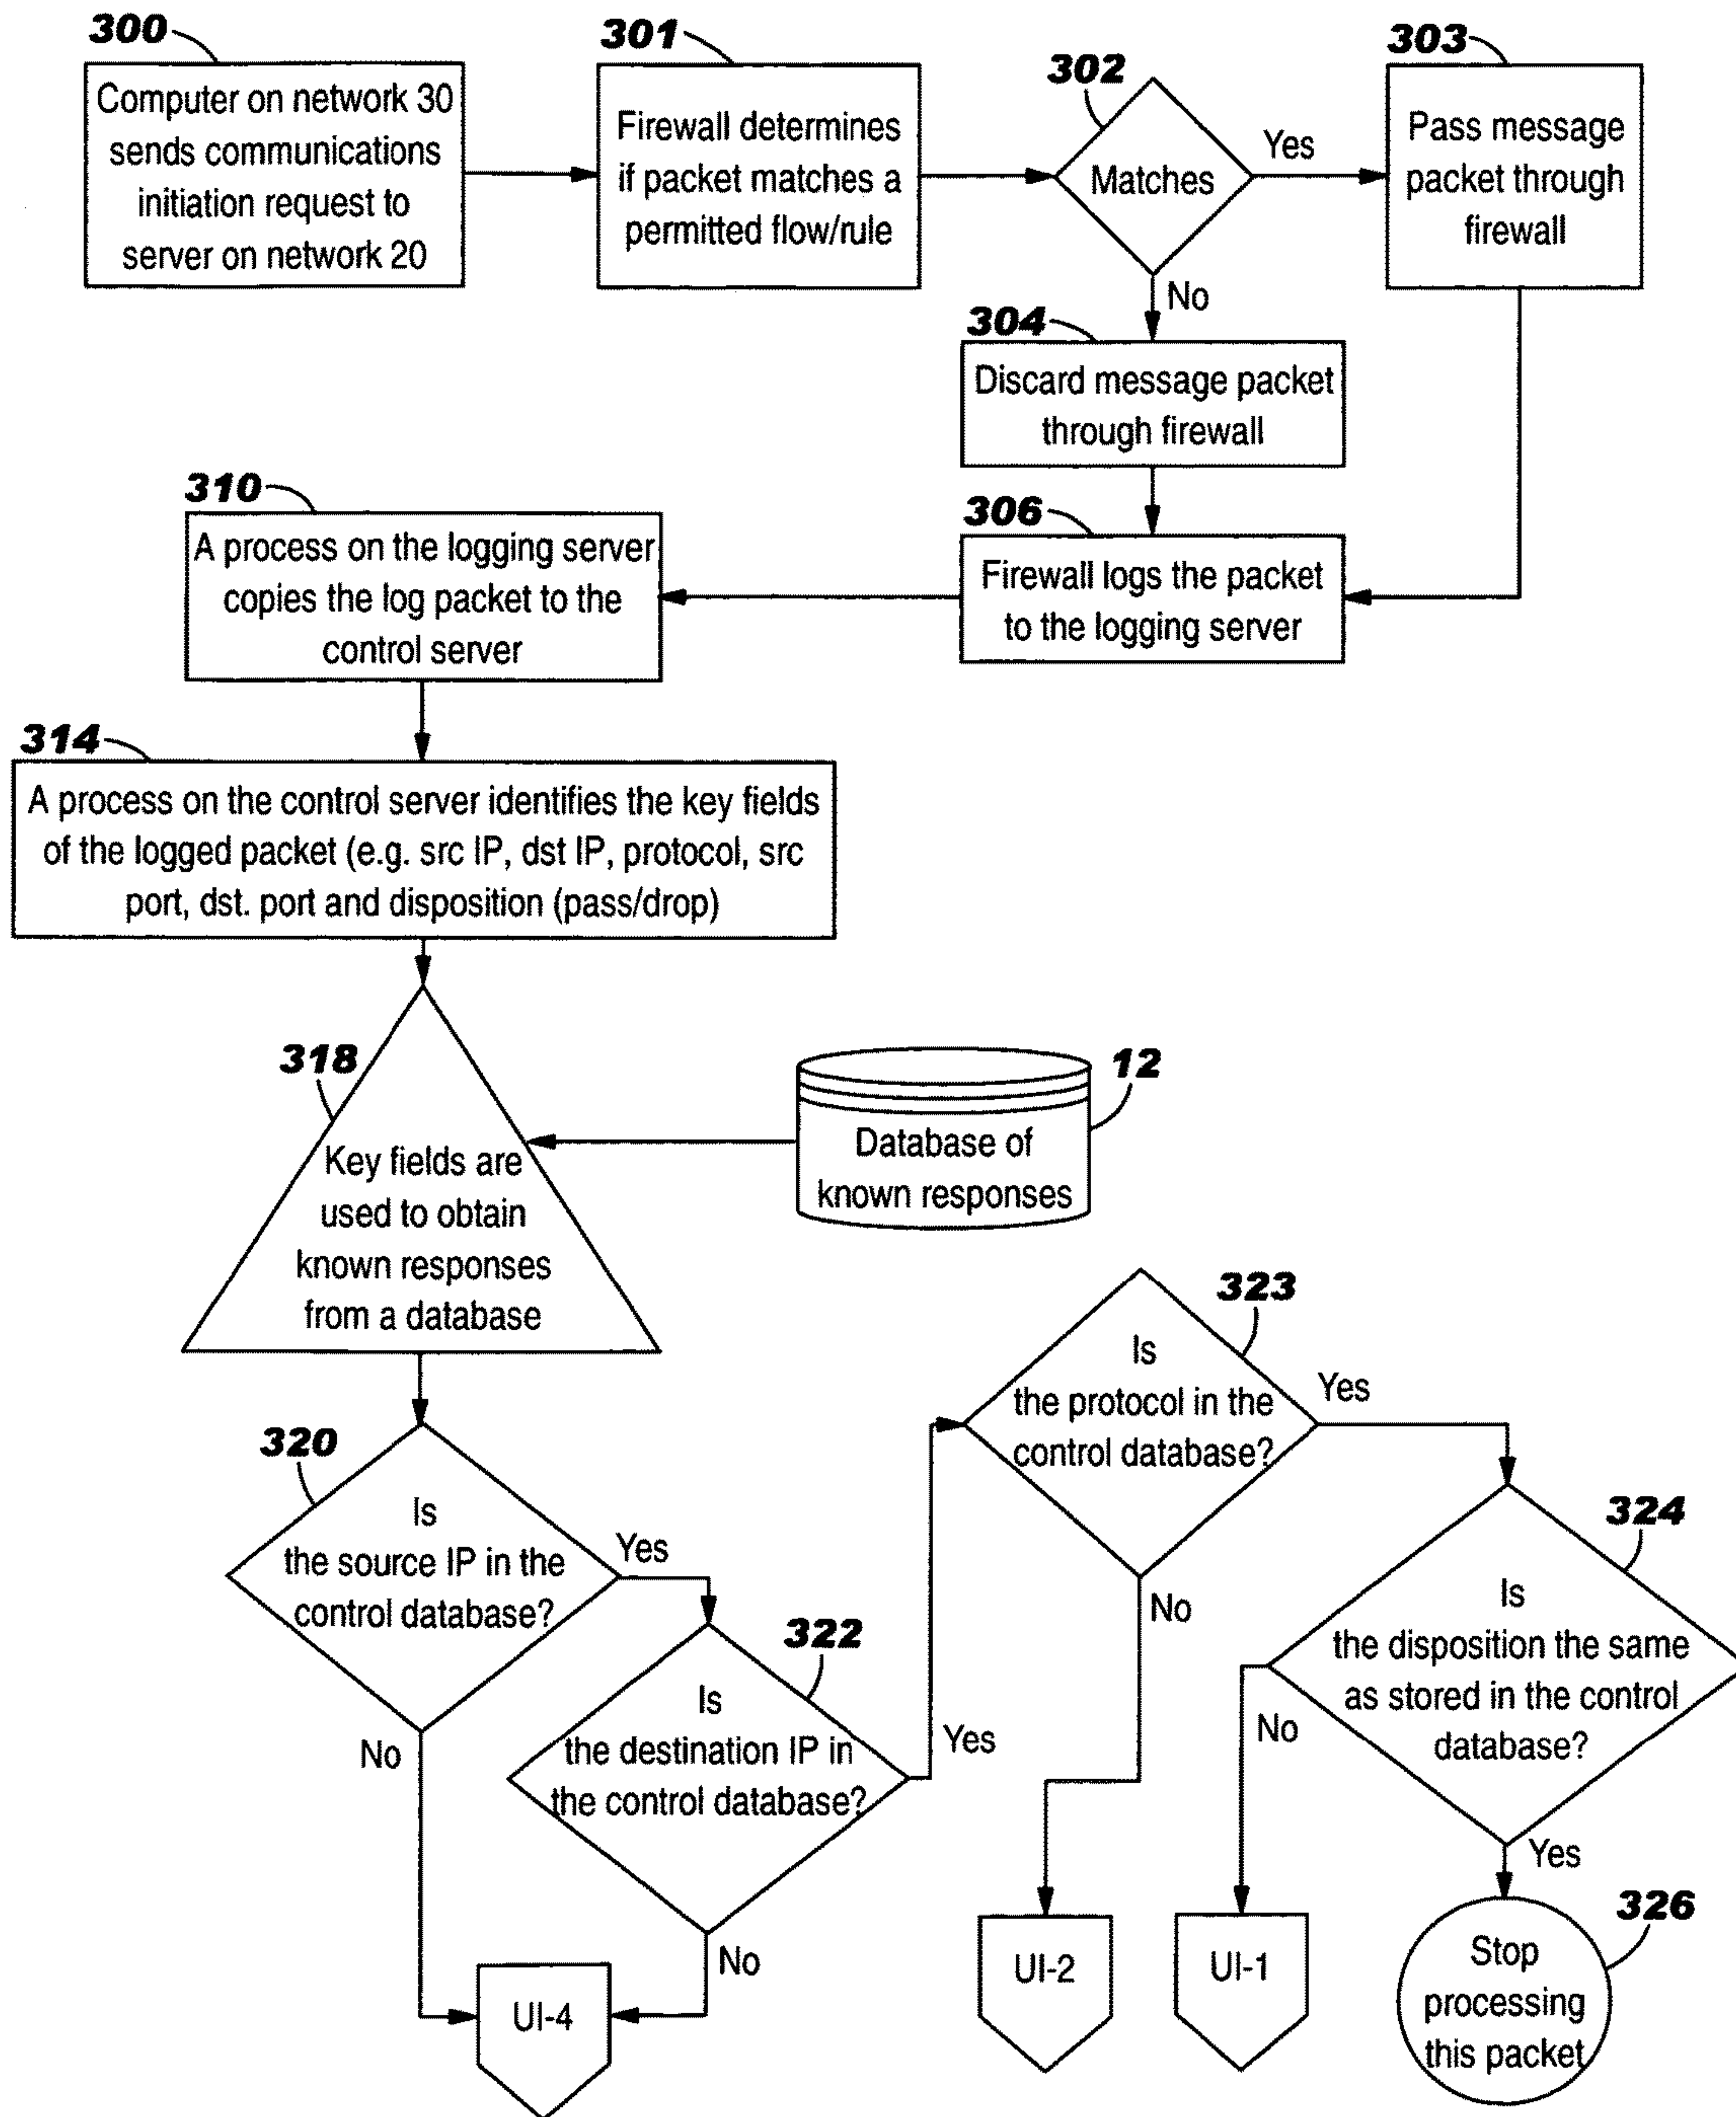 300
Computer on network 30
sends communications
initiation request to
server on network 20
301
Firewall determines
if packet matches a
permitted flow/rule
302
Matches
Yes
No
303
Pass message
packet through
firewall
304
Discard message packet
through firewall
306
Firewall logs the packet
to the logging server
310
A process on the logging server
copies the log packet to the
control server
314
A process on the control server identifies the key fields
of the logged packet (e.g. src IP, dst IP, protocol, src
port, dst. port and disposition (pass/drop)
318
Key fields are
used to obtain
known responses
from a database
12
Database of
known responses
320
Is
the source IP in the
control database?
Yes
No
322
Is
the destination IP in
the control database?
Yes
No
323
Is
the protocol in the
control database?
Yes
No
324
Is
the disposition the same
as stored in the control
database?
No
Yes
UI-4
UI-2
UI-1
326
Stop
processing
this packet